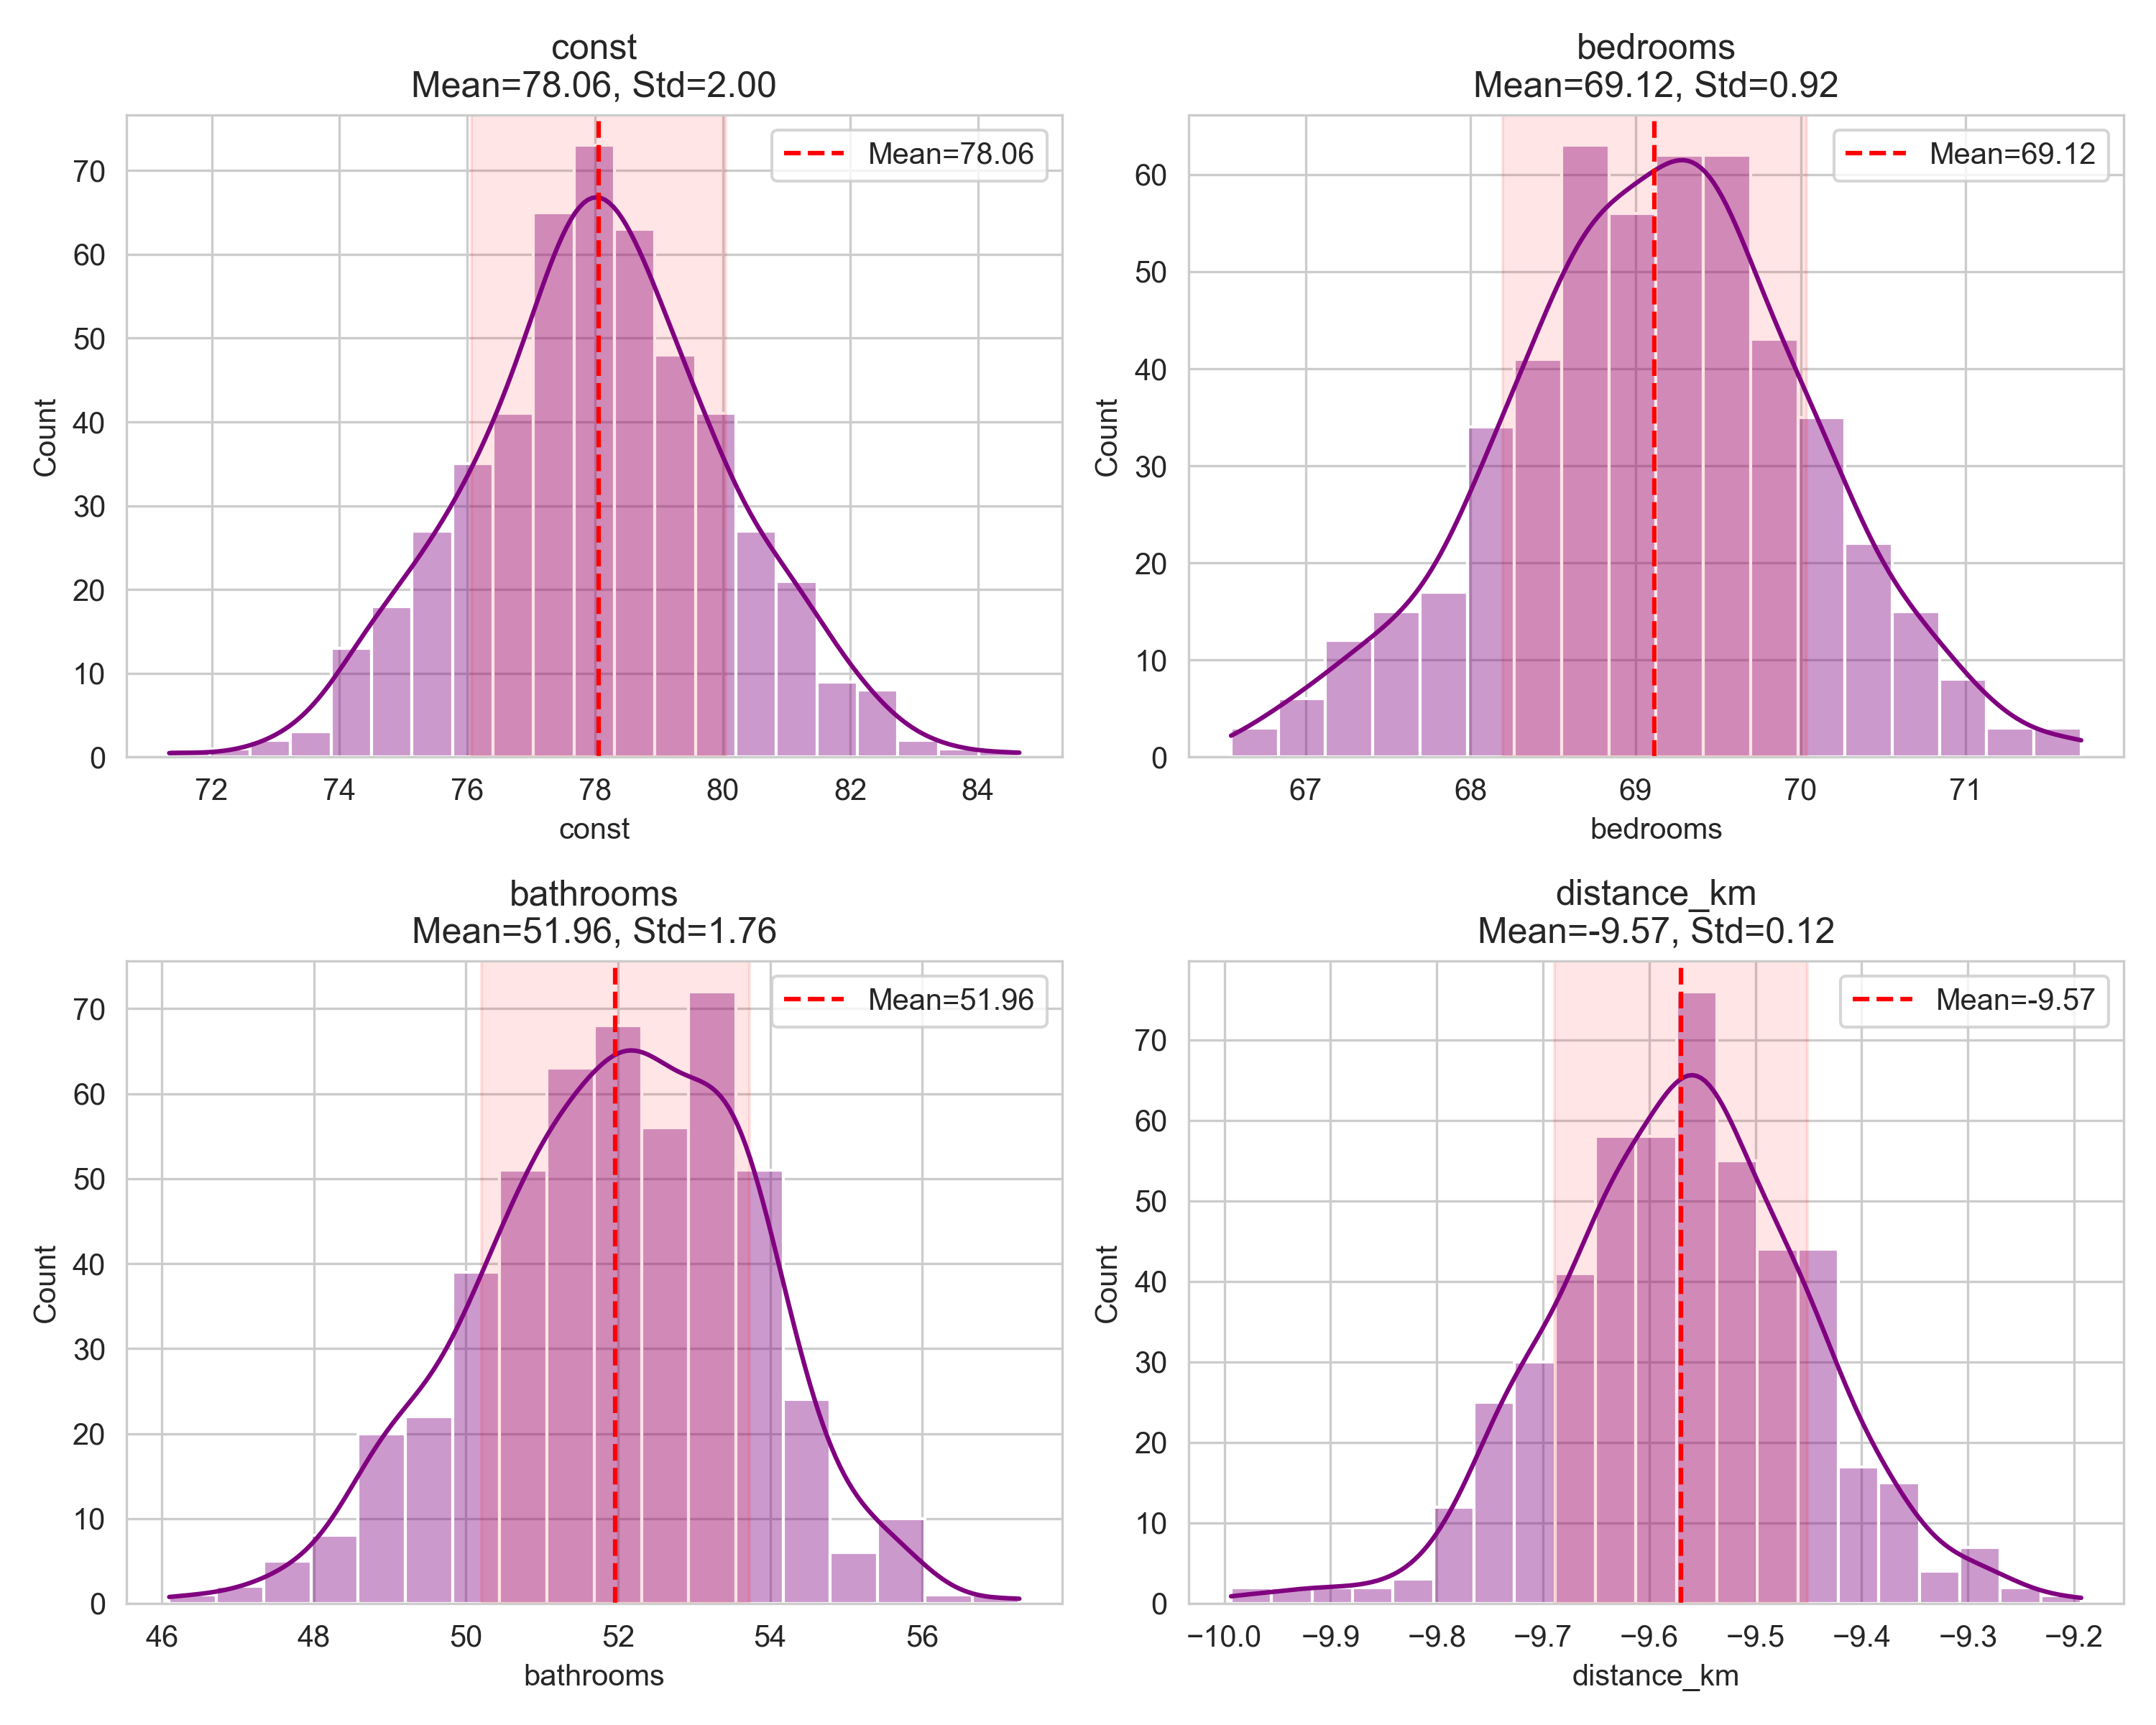 const
Mean=78.06, Std=2.00
Mean=78.06
Count
70
60
50
40
30
20
10
0
72 74 76 78 80 82 84
const
bedrooms
Mean=69.12, Std=0.92
Mean=69.12
Count
60
50
40
30
20
10
0
67 68 69 70 71
bedrooms
bathrooms
Mean=51.96, Std=1.76
Mean=51.96
Count
70
60
50
40
30
20
10
0
46 48 50 52 54 56
bathrooms
distance_km
Mean=-9.57, Std=0.12
Mean=-9.57
Count
70
60
50
40
30
20
10
0
−10.0 −9.9 −9.8 −9.7 −9.6 −9.5 −9.4 −9.3 −9.2
distance_km